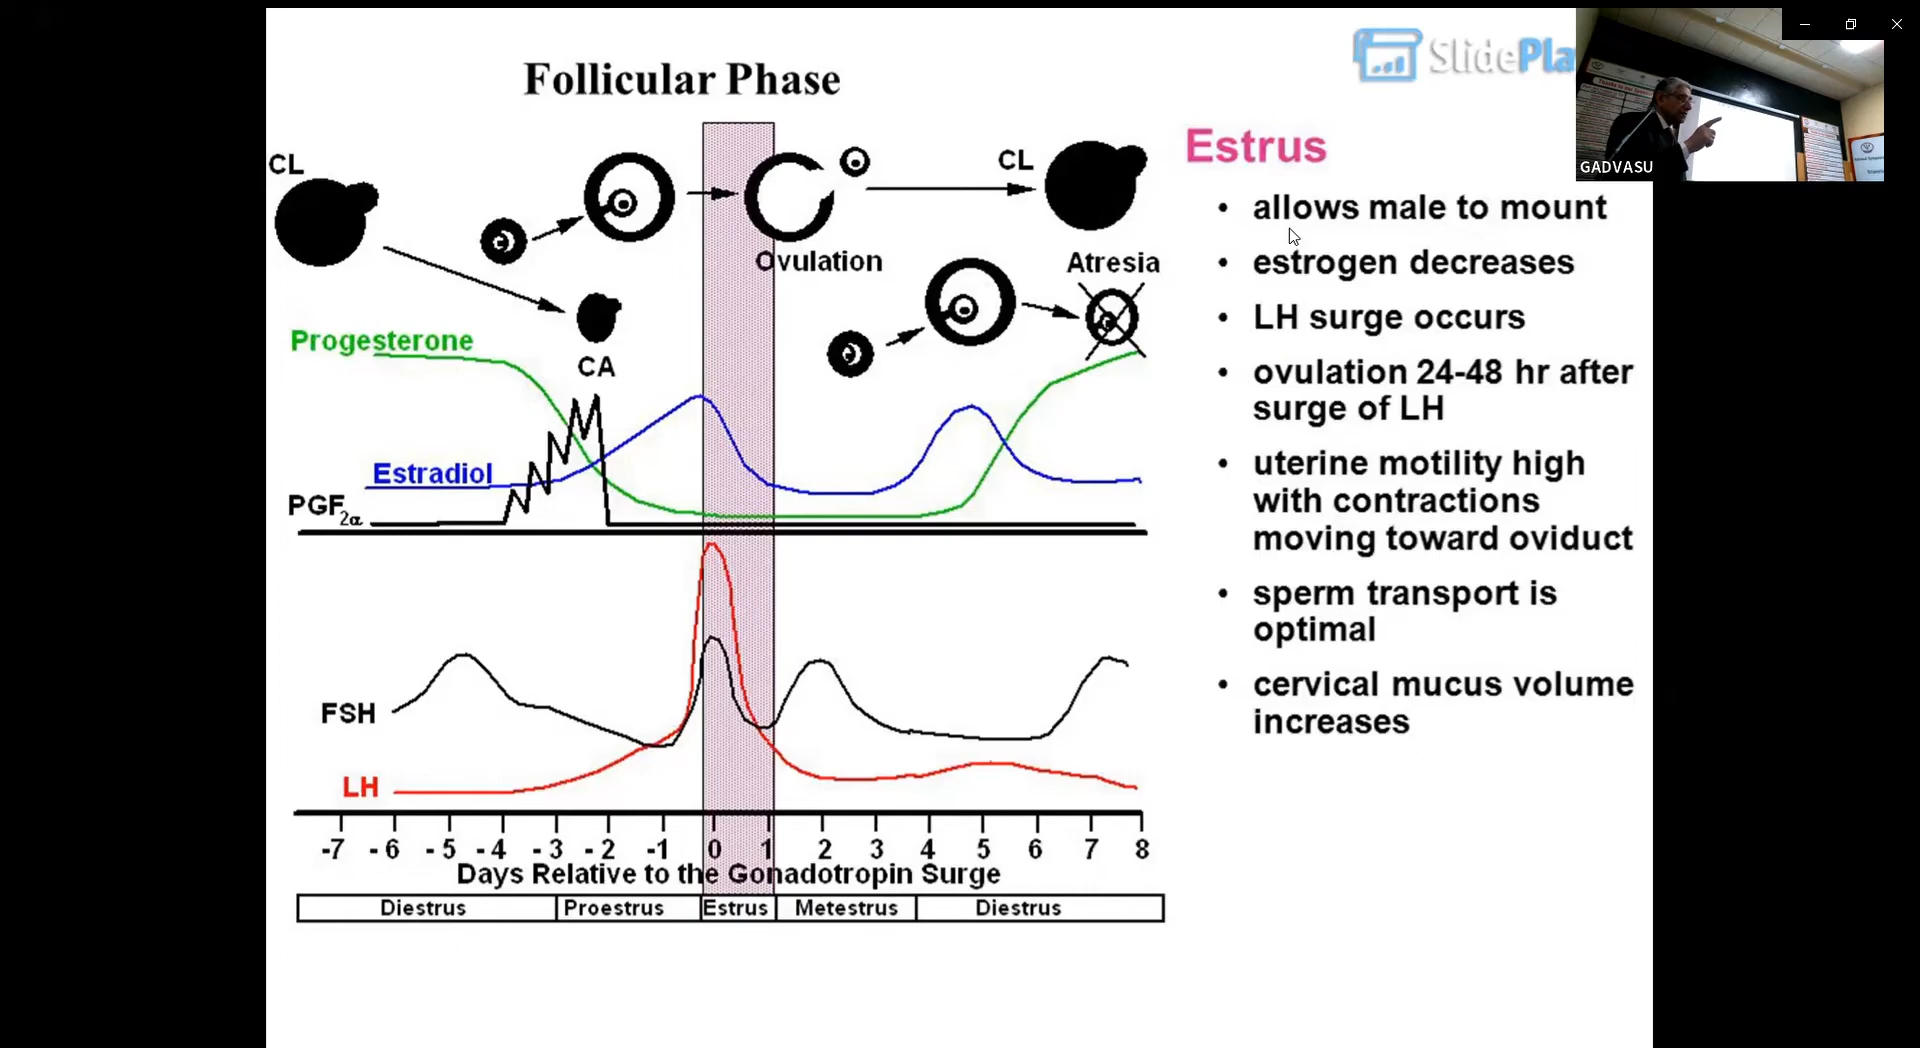 SlidePla
Follicular Phase
GADVASU
CL
CL
Ovulation
Atresia
Progesterone
CA
Estradiol
PGF2α
FSH
LH
-7 -6 -5 -4 -3 -2 -1 0 1 2 3 4 5 6 7 8
Days Relative to the Gonadotropin Surge
Diestrus Proestrus Estrus Metestrus Diestrus
Estrus
• allows male to mount
• estrogen decreases
• LH surge occurs
• ovulation 24-48 hr after
surge of LH
• uterine motility high
with contractions
moving toward oviduct
• sperm transport is
optimal
• cervical mucus volume
increases